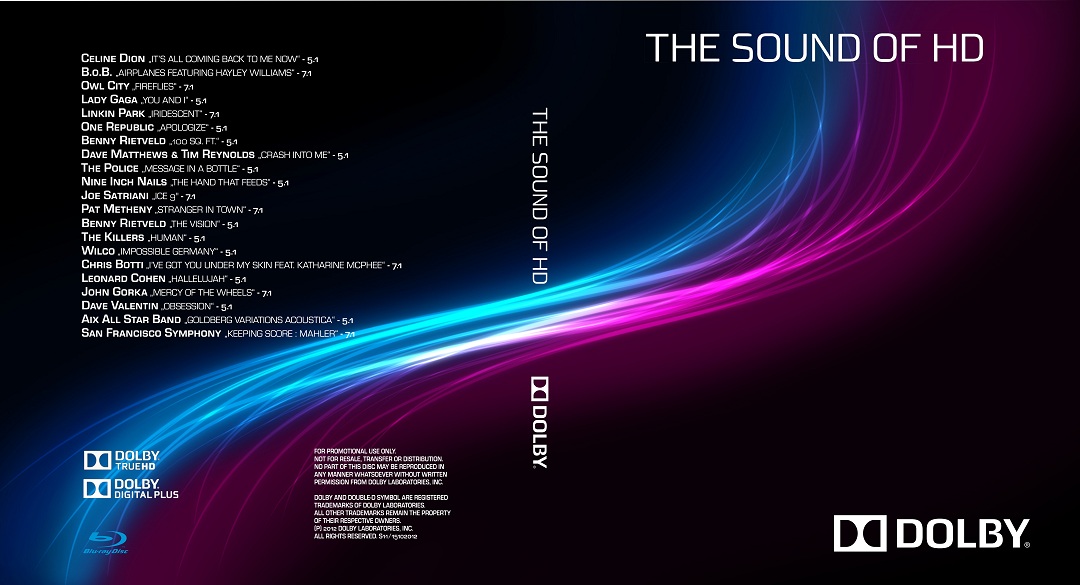 CELINE DION „IT'S ALL COMING BACK TO ME NOW" - 5.1
B.O.B. „AIRPLANES FEATURING HAYLEY WILLIAMS" - 7.1
OWL CITY „FIREFLIES" - 7.1
LADY GAGA „YOU AND I" - 5.1
LINKIN PARK „IRIDESCENT" - 7.1
ONE REPUBLIC „APOLOGIZE" - 5.1
BENNY RIETVELD „100 SQ. FT." - 5.1
DAVE MATTHEWS & TIM REYNOLDS „CRASH INTO ME" - 7.1
THE POLICE „MESSAGE IN A BOTTLE" - 5.1
NINE INCH NAILS „THE HAND THAT FEEDS" - 5.1
JOE SATRIANI „ICE 9" - 7.1
PAT METHENY „STRANGER IN TOWN" - 7.1
BENNY RIETVELD „THE VISION" - 5.1
THE KILLERS „HUMAN" - 5.1
WILCO „IMPOSSIBLE GERMANY" - 5.1
CHRIS BOTTI „I'VE GOT YOU UNDER MY SKIN FEAT. KATHARINE MCPHEE" - 7.1
LEONARD COHEN „HALLELUJAH" - 5.1
JOHN GORKA „MERCY OF THE WHEELS" - 7.1
DAVE VALENTIN „OBSESSION" - 5.1
AIX ALL STAR BAND „GOLDBERG VARIATIONS ACOUSTICA" - 5.1
SAN FRANCISCO SYMPHONY „KEEPING SCORE : MAHLER" - 7.1
DOLBY
TRUEHD
DOLBY
DIGITAL PLUS
Blu-ray Disc
FOR PROMOTIONAL USE ONLY.
NOT FOR RESALE, TRANSFER OR DISTRIBUTION.
NO PART OF THIS DISC MAY BE REPRODUCED IN
ANY MANNER WHATSOEVER WITHOUT WRITTEN
PERMISSION FROM DOLBY LABORATORIES, INC.
DOLBY AND DOUBLE-D SYMBOL ARE REGISTERED
TRADEMARKS OF DOLBY LABORATORIES.
ALL OTHER TRADEMARKS REMAIN THE PROPERTY
OF THEIR RESPECTIVE OWNERS.
(P) 2012 DOLBY LABORATORIES, INC.
ALL RIGHTS RESERVED. S11/15102012
THE SOUND OF HD
DOLBY®
THE SOUND OF HD
DOLBY®